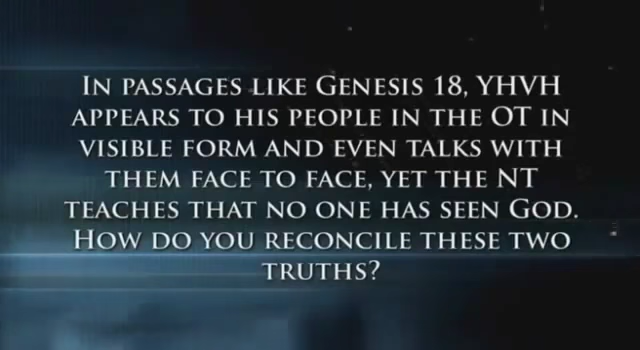 In passages like Genesis 18, YHVH
appears to his people in the OT in
visible form and even talks with
them face to face, yet the NT
teaches that no one has seen God.
How do you reconcile these two
truths?